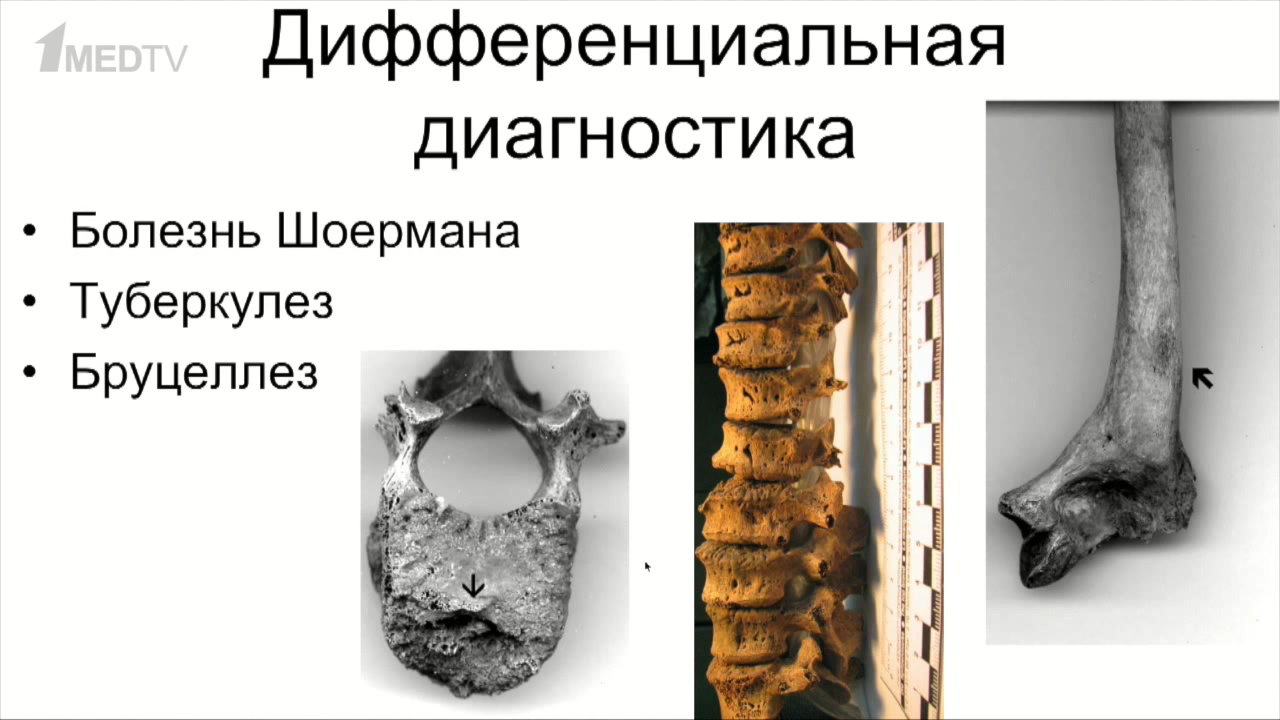 1MEDTV
Дифференциальная
диагностика
• Болезнь Шоермана
• Туберкулез
• Бруцеллез